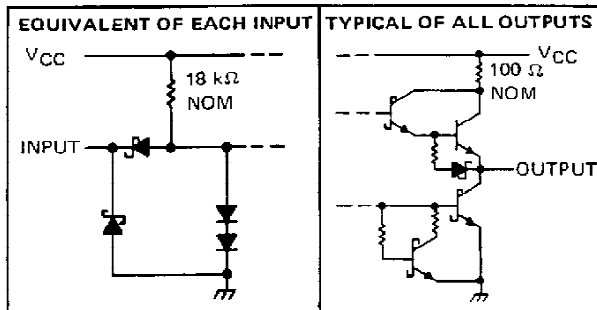 EQUIVALENT OF EACH INPUT
VCC
18 kΩ
NOM
INPUT
TYPICAL OF ALL OUTPUTS
VCC
100 Ω
NOM
OUTPUT